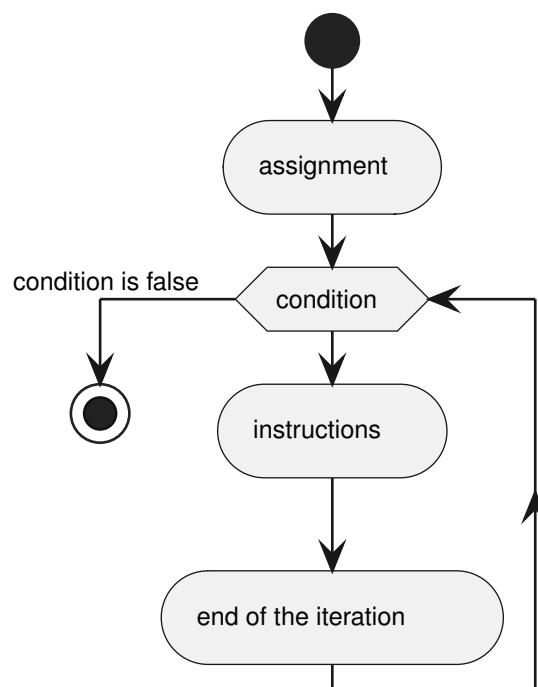 assignment
condition is false
condition
instructions
end of the iteration